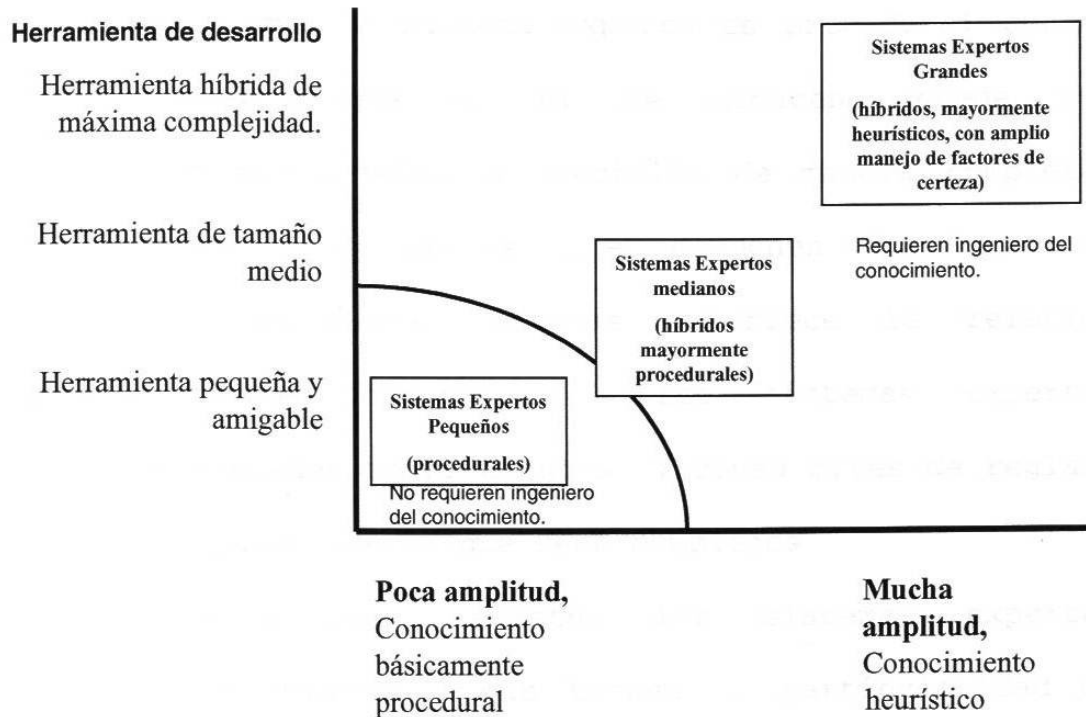 Herramienta de desarrollo
Herramienta híbrida de
máxima complejidad.
Herramienta de tamaño
medio
Herramienta pequeña y
amigable
Sistemas Expertos
Grandes
(híbridos, mayormente
heurísticos, con amplio
manejo de factores de
certeza)
Requieren ingeniero del
conocimiento.
Sistemas Expertos
medianos
(híbridos
mayormente
procedurales)
Sistemas Expertos
Pequeños
(procedurales)
No requieren ingeniero
del conocimiento.
Poca amplitud,
Conocimiento
básicamente
procedural
Mucha
amplitud,
Conocimiento
heurístico